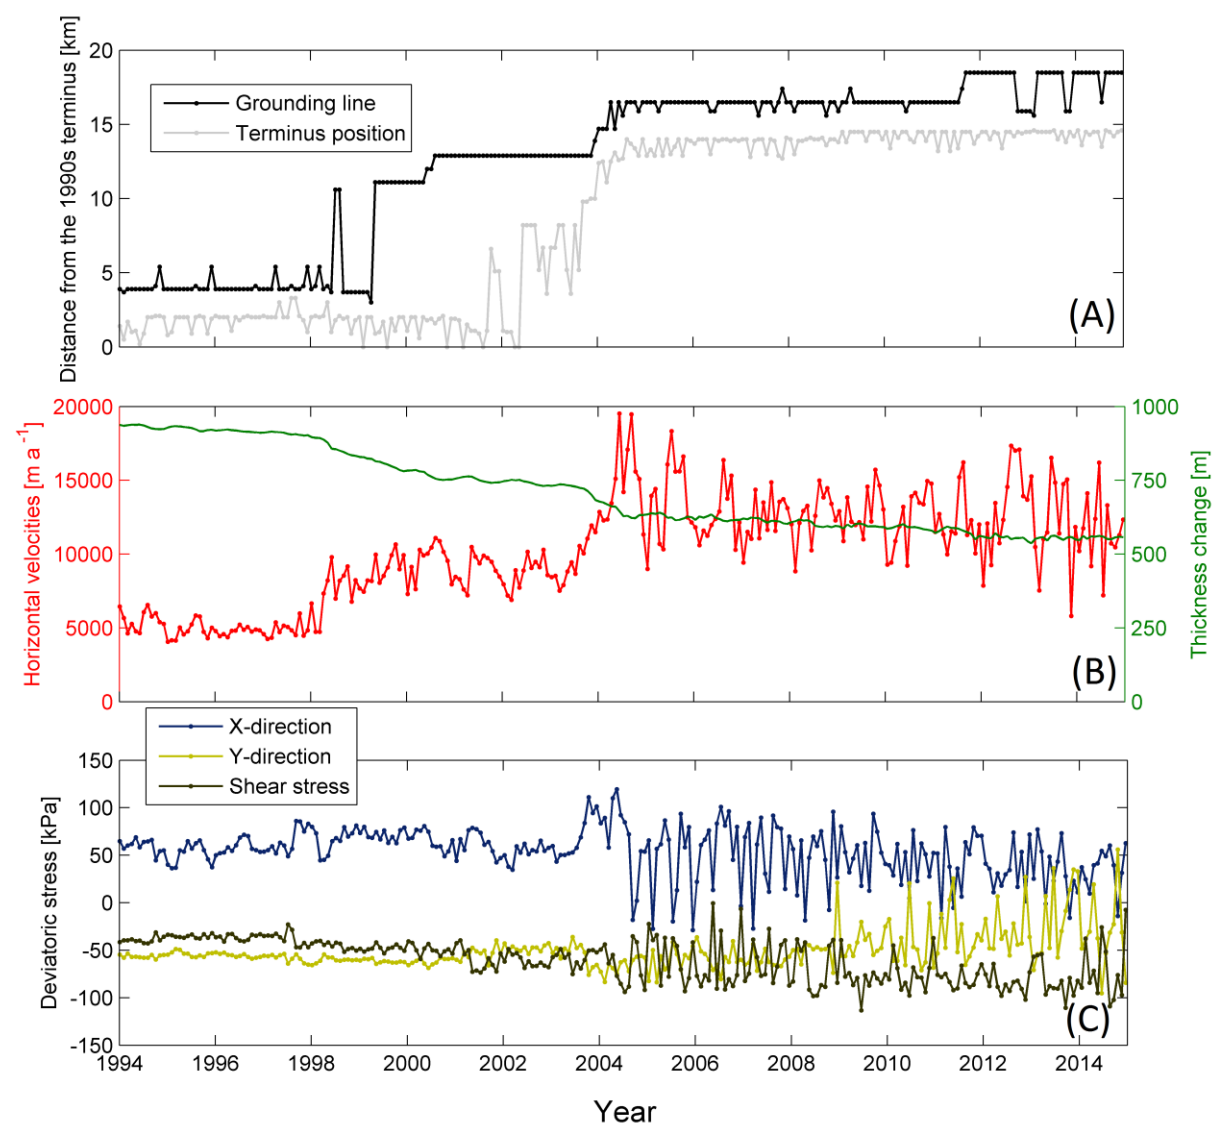 Distance from the 1990s terminus [km]
20
15
10
5
0
Grounding line
Terminus position
(A)
Horizontal velocities [m a⁻¹]
20000
15000
10000
5000
0
1000
750
500
250
0
Thickness change [m]
(B)
X-direction
Y-direction
Shear stress
Deviatoric stress [kPa]
150
100
50
0
-50
-100
-150
(C)
1994 1996 1998 2000 2002 2004 2006 2008 2010 2012 2014
Year